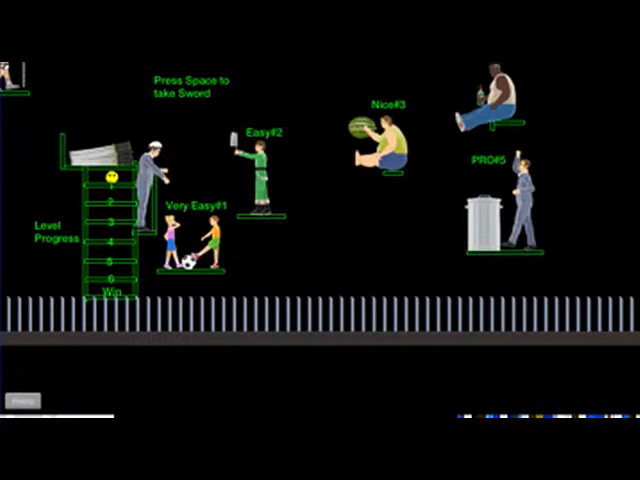 Press Space to
take Sword
Nice#3
Easy#2
PRO#5
1
2
Very Easy#1
3
Level
Progress
4
5
6
Win